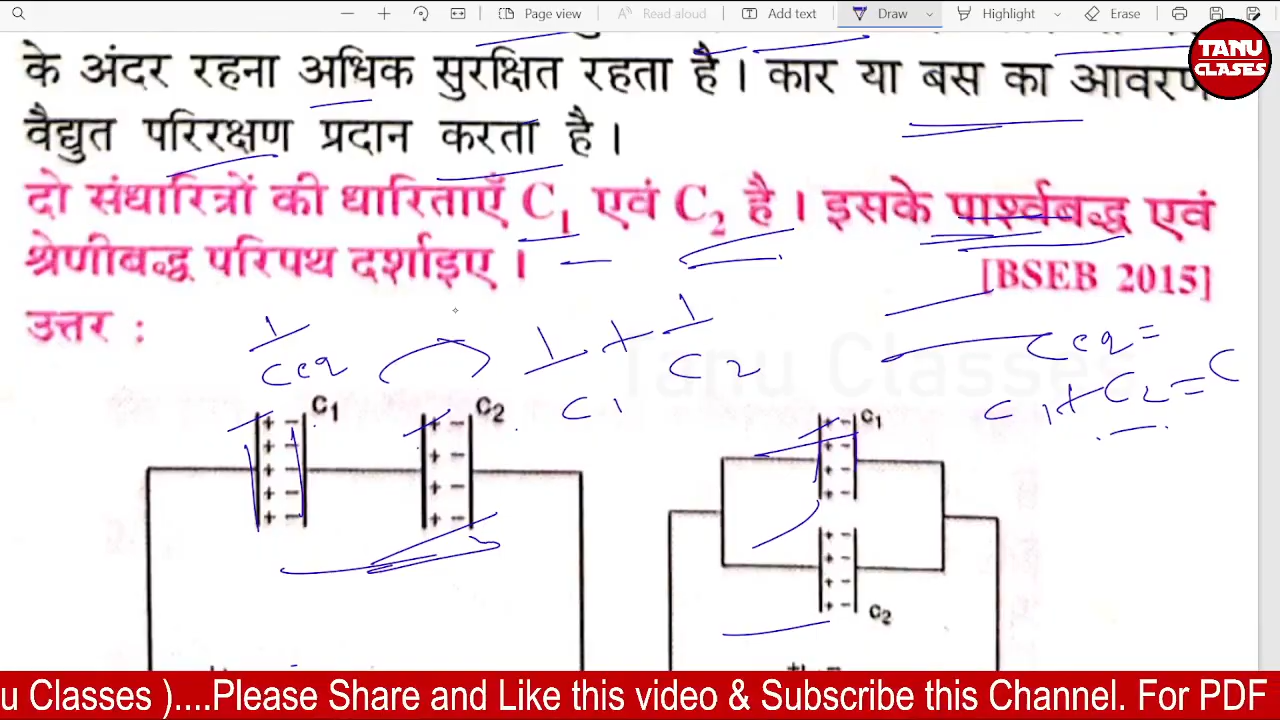 Page view
Read aloud
Add text
Draw
Highlight
Erase
TANU
CLASES
के अंदर रहना अधिक सुरक्षित रहता है। कार या बस का आवरण
वैद्युत परिरक्षण प्रदान करता है।
दो संधारित्रों की धारिताएँ C1 एवं C2 है। इसके पार्श्वबद्ध एवं
श्रेणीबद्ध परिपथ दर्शाइए।
[BSEB 2015]
उत्तर :
1/Ceq
1/C1 + 1/C2
Ceq =
C1 + C2 = C
Tanu Classes
C1
C2
C1
C2
u Classes )....Please Share and Like this video & Subscribe this Channel. For PDF